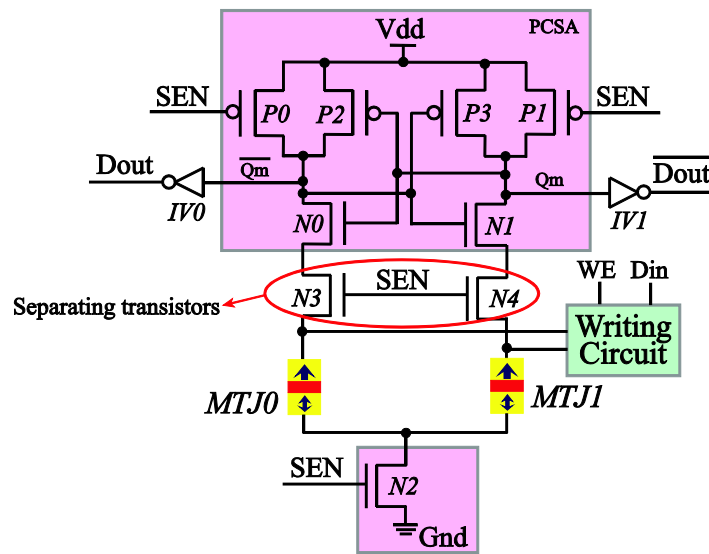 PCSA
Vdd
SEN
P0
P2
P3
P1
SEN
Dout
Qm
Qm
Dout
IV0
IV1
N0
N1
SEN
N3
N4
Separating transistors
WE
Din
Writing
Circuit
MTJ0
MTJ1
SEN
N2
Gnd